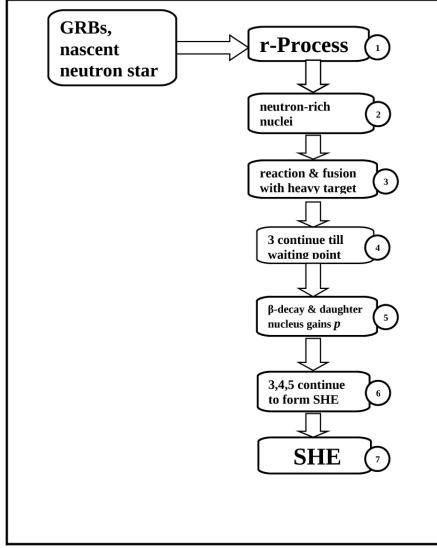 GRBs,
nascent
neutron star
r-Process
1
neutron-rich
nuclei
2
reaction & fusion
with heavy target
3
3 continue till
waiting point
4
β-decay & daughter
nucleus gains p
5
3,4,5 continue
to form SHE
6
SHE
7